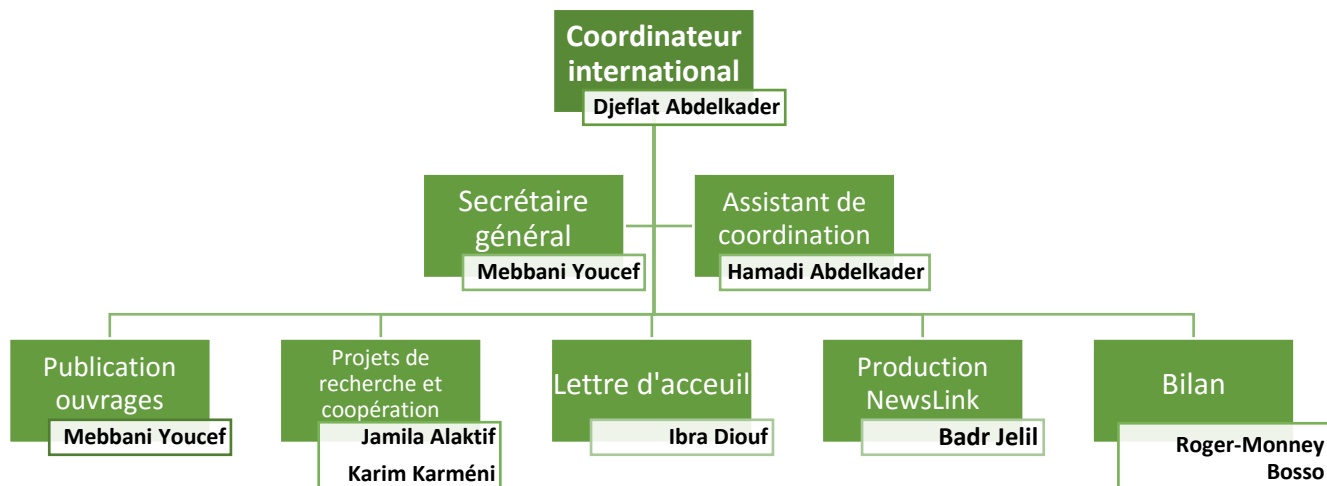 Coordinateur
international
Djeflat Abdelkader
Secrétaire
général
Mebbani Youcef
Assistant de
coordination
Hamadi Abdelkader
Publication
ouvrages
Mebbani Youcef
Projets de
recherche et
coopération
Jamila Alaktif
Karim Karméni
Lettre d'acceuil
Ibra Diouf
Production
NewsLink
Badr Jelil
Bilan
Roger-Monney
Bosso